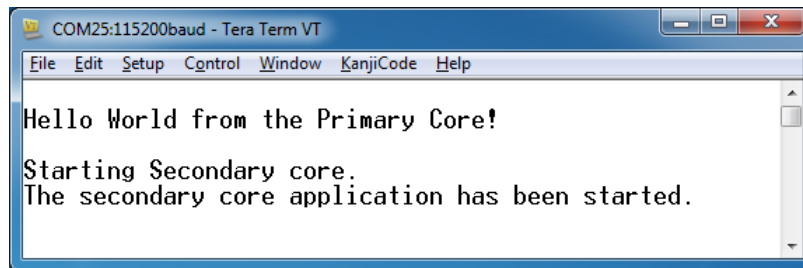 COM25:115200baud - Tera Term VT
File Edit Setup Control Window KanjiCode Help
Hello World from the Primary Core!
Starting Secondary core.
The secondary core application has been started.